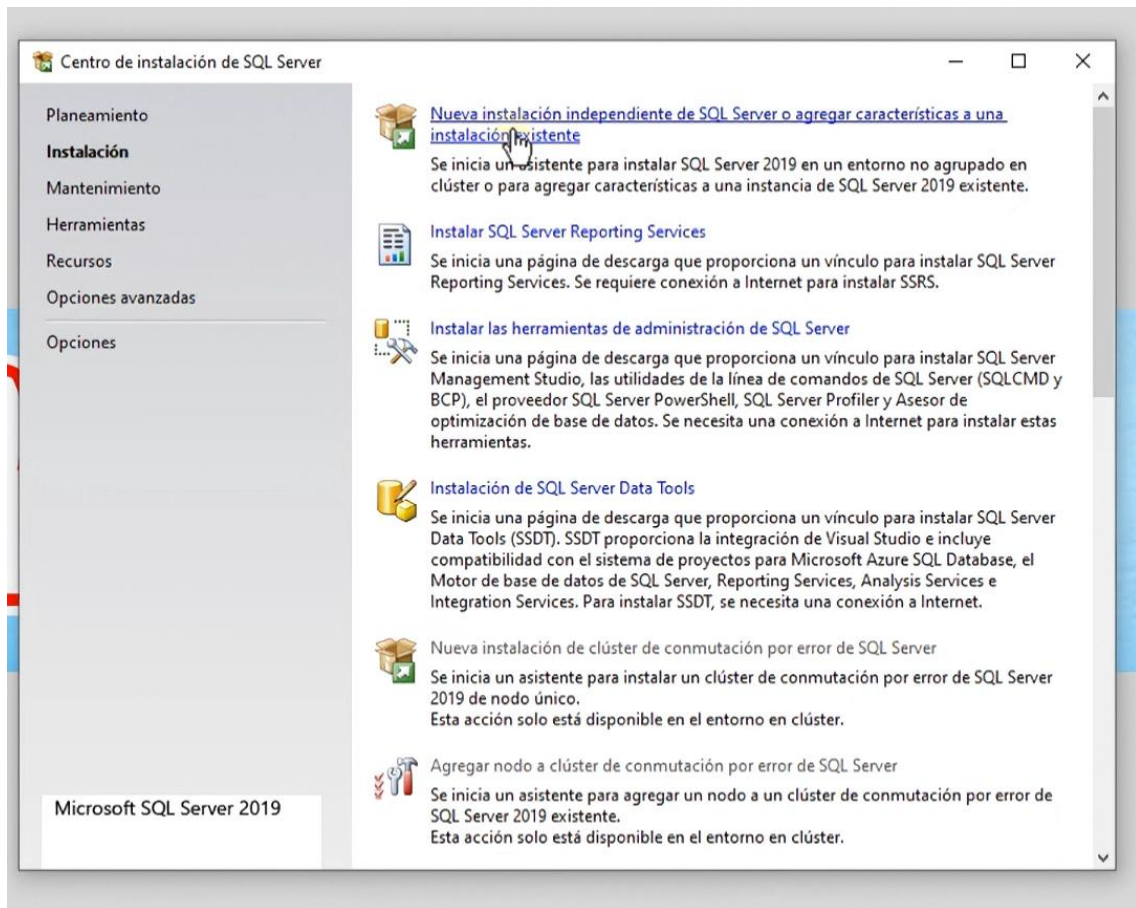 Centro de instalación de SQL Server
Planeamiento
Instalación
Mantenimiento
Herramientas
Recursos
Opciones avanzadas
Opciones
Microsoft SQL Server 2019
Nueva instalación independiente de SQL Server o agregar características a una
instalación existente
Se inicia un asistente para instalar SQL Server 2019 en un entorno no agrupado en
clúster o para agregar características a una instancia de SQL Server 2019 existente.
Instalar SQL Server Reporting Services
Se inicia una página de descarga que proporciona un vínculo para instalar SQL Server
Reporting Services. Se requiere conexión a Internet para instalar SSRS.
Instalar las herramientas de administración de SQL Server
Se inicia una página de descarga que proporciona un vínculo para instalar SQL Server
Management Studio, las utilidades de la línea de comandos de SQL Server (SQLCMD y
BCP), el proveedor SQL Server PowerShell, SQL Server Profiler y Asesor de
optimización de base de datos. Se necesita una conexión a Internet para instalar estas
herramientas.
Instalación de SQL Server Data Tools
Se inicia una página de descarga que proporciona un vínculo para instalar SQL Server
Data Tools (SSDT). SSDT proporciona la integración de Visual Studio e incluye
compatibilidad con el sistema de proyectos para Microsoft Azure SQL Database, el
Motor de base de datos de SQL Server, Reporting Services, Analysis Services e
Integration Services. Para instalar SSDT, se necesita una conexión a Internet.
Nueva instalación de clúster de conmutación por error de SQL Server
Se inicia un asistente para instalar un clúster de conmutación por error de SQL Server
2019 de nodo único.
Esta acción solo está disponible en el entorno en clúster.
Agregar nodo a clúster de conmutación por error de SQL Server
Se inicia un asistente para agregar un nodo a un clúster de conmutación por error de
SQL Server 2019 existente.
Esta acción solo está disponible en el entorno en clúster.